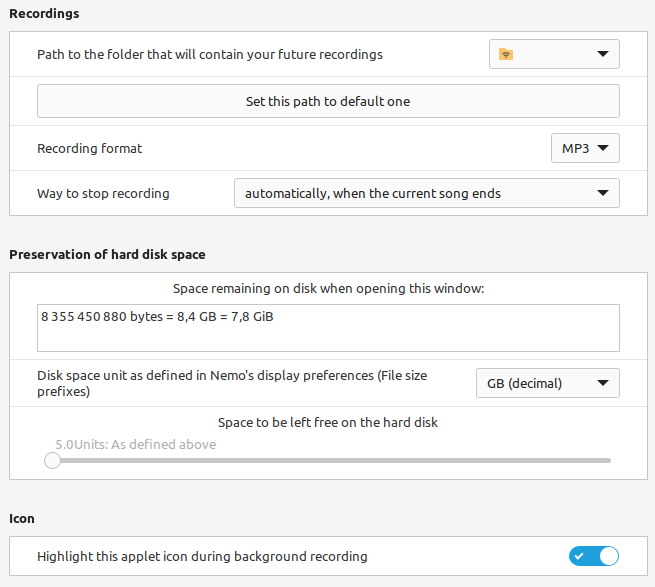 Recordings
Path to the folder that will contain your future recordings
Set this path to default one
Recording format
MP3
Way to stop recording
automatically, when the current song ends
Preservation of hard disk space
Space remaining on disk when opening this window:
8 355 450 880 bytes = 8,4 GB = 7,8 GiB
Disk space unit as defined in Nemo's display preferences (File size
prefixes)
GB (decimal)
Space to be left free on the hard disk
5.0Units: As defined above
Icon
Highlight this applet icon during background recording